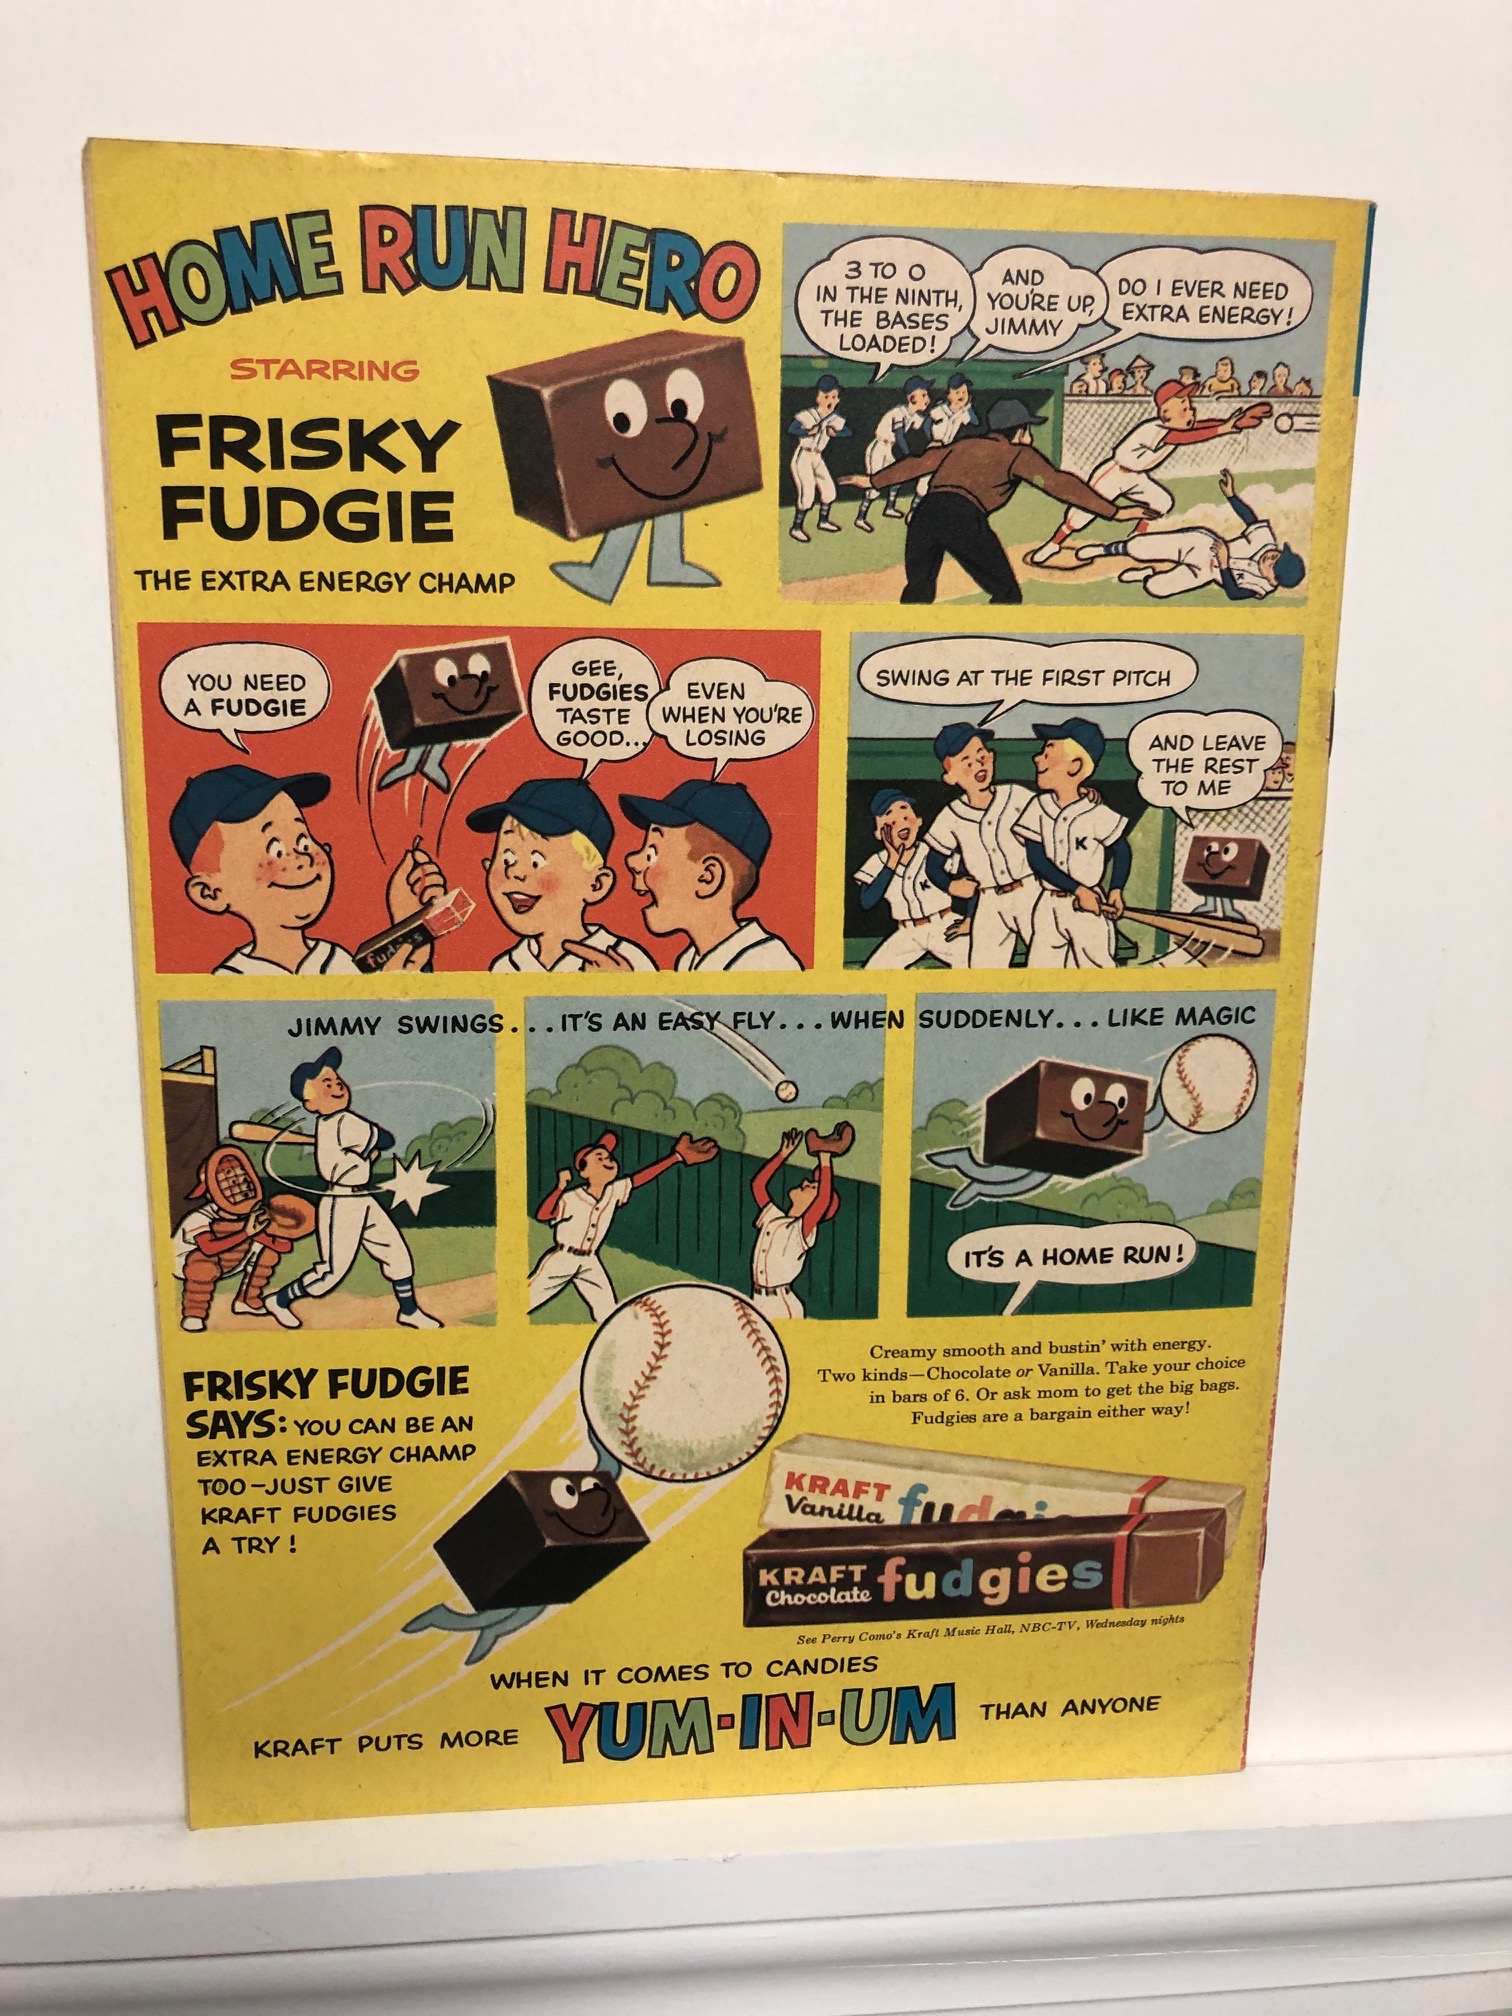 HOME RUN HERO
STARRING
FRISKY
FUDGIE
THE EXTRA ENERGY CHAMP
3 TO 0
IN THE NINTH,
THE BASES
LOADED!
AND
YOU'RE UP,
JIMMY
DO I EVER NEED
EXTRA ENERGY!
YOU NEED
A FUDGIE
GEE,
FUDGIES
TASTE
GOOD...
EVEN
WHEN YOU'RE
LOSING
fudgies
SWING AT THE FIRST PITCH
AND LEAVE
THE REST
TO ME
K
K
K
JIMMY SWINGS... IT'S AN EASY FLY... WHEN SUDDENLY... LIKE MAGIC
IT'S A HOME RUN!
FRISKY FUDGIE
SAYS: YOU CAN BE AN
EXTRA ENERGY CHAMP
TOO-JUST GIVE
KRAFT FUDGIES
A TRY!
Creamy smooth and bustin' with energy.
Two kinds—Chocolate or Vanilla. Take your choice
in bars of 6. Or ask mom to get the big bags.
Fudgies are a bargain either way!
KRAFT
Vanilla fudgi
KRAFT
Chocolate fudgies
See Perry Como's Kraft Music Hall, NBC-TV, Wednesday nights
WHEN IT COMES TO CANDIES
KRAFT PUTS MORE YUM-IN-UM THAN ANYONE